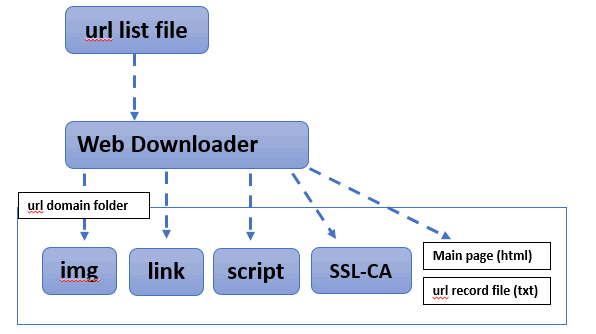 url list file
Web Downloader
url domain folder
img
link
script
SSL-CA
Main page (html)
url record file (txt)